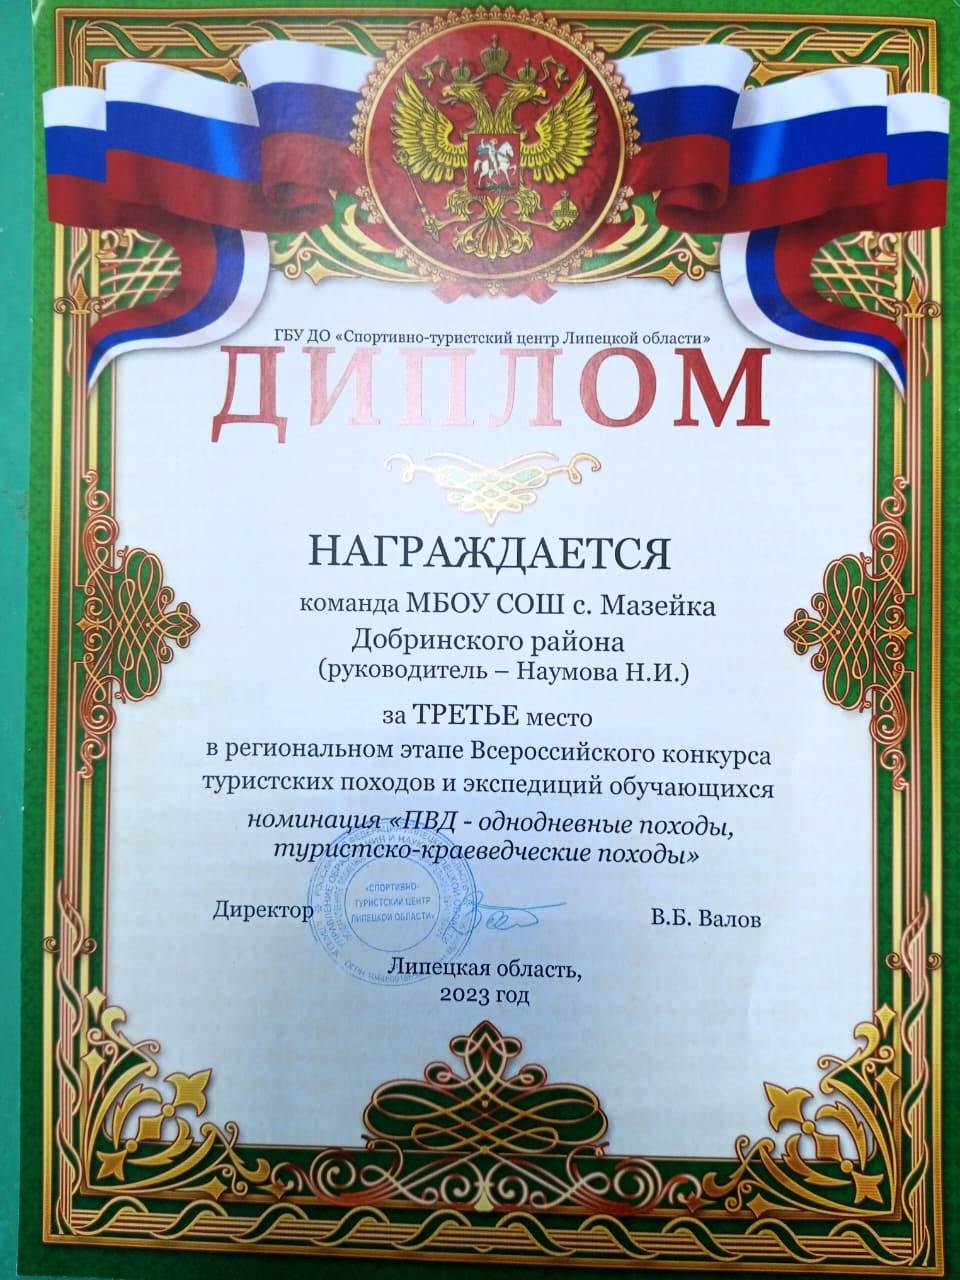 ГБУ ДО «Спортивно-туристский центр Липецкой области»
ДИПЛОМ
НАГРАЖДАЕТСЯ
команда МБОУ СОШ с. Мазейка
Добринского района
(руководитель – Наумова Н.И.)
за ТРЕТЬЕ место
в региональном этапе Всероссийского конкурса
туристских походов и экспедиций обучающихся
номинация «ПВД - однодневные походы,
туристско-краеведческие походы»
«СПОРТИВНО-
ТУРИСТСКИЙ ЦЕНТР
ЛИПЕЦКОЙ ОБЛАСТИ»
Директор
В.Б. Валов
Липецкая область,
2023 год